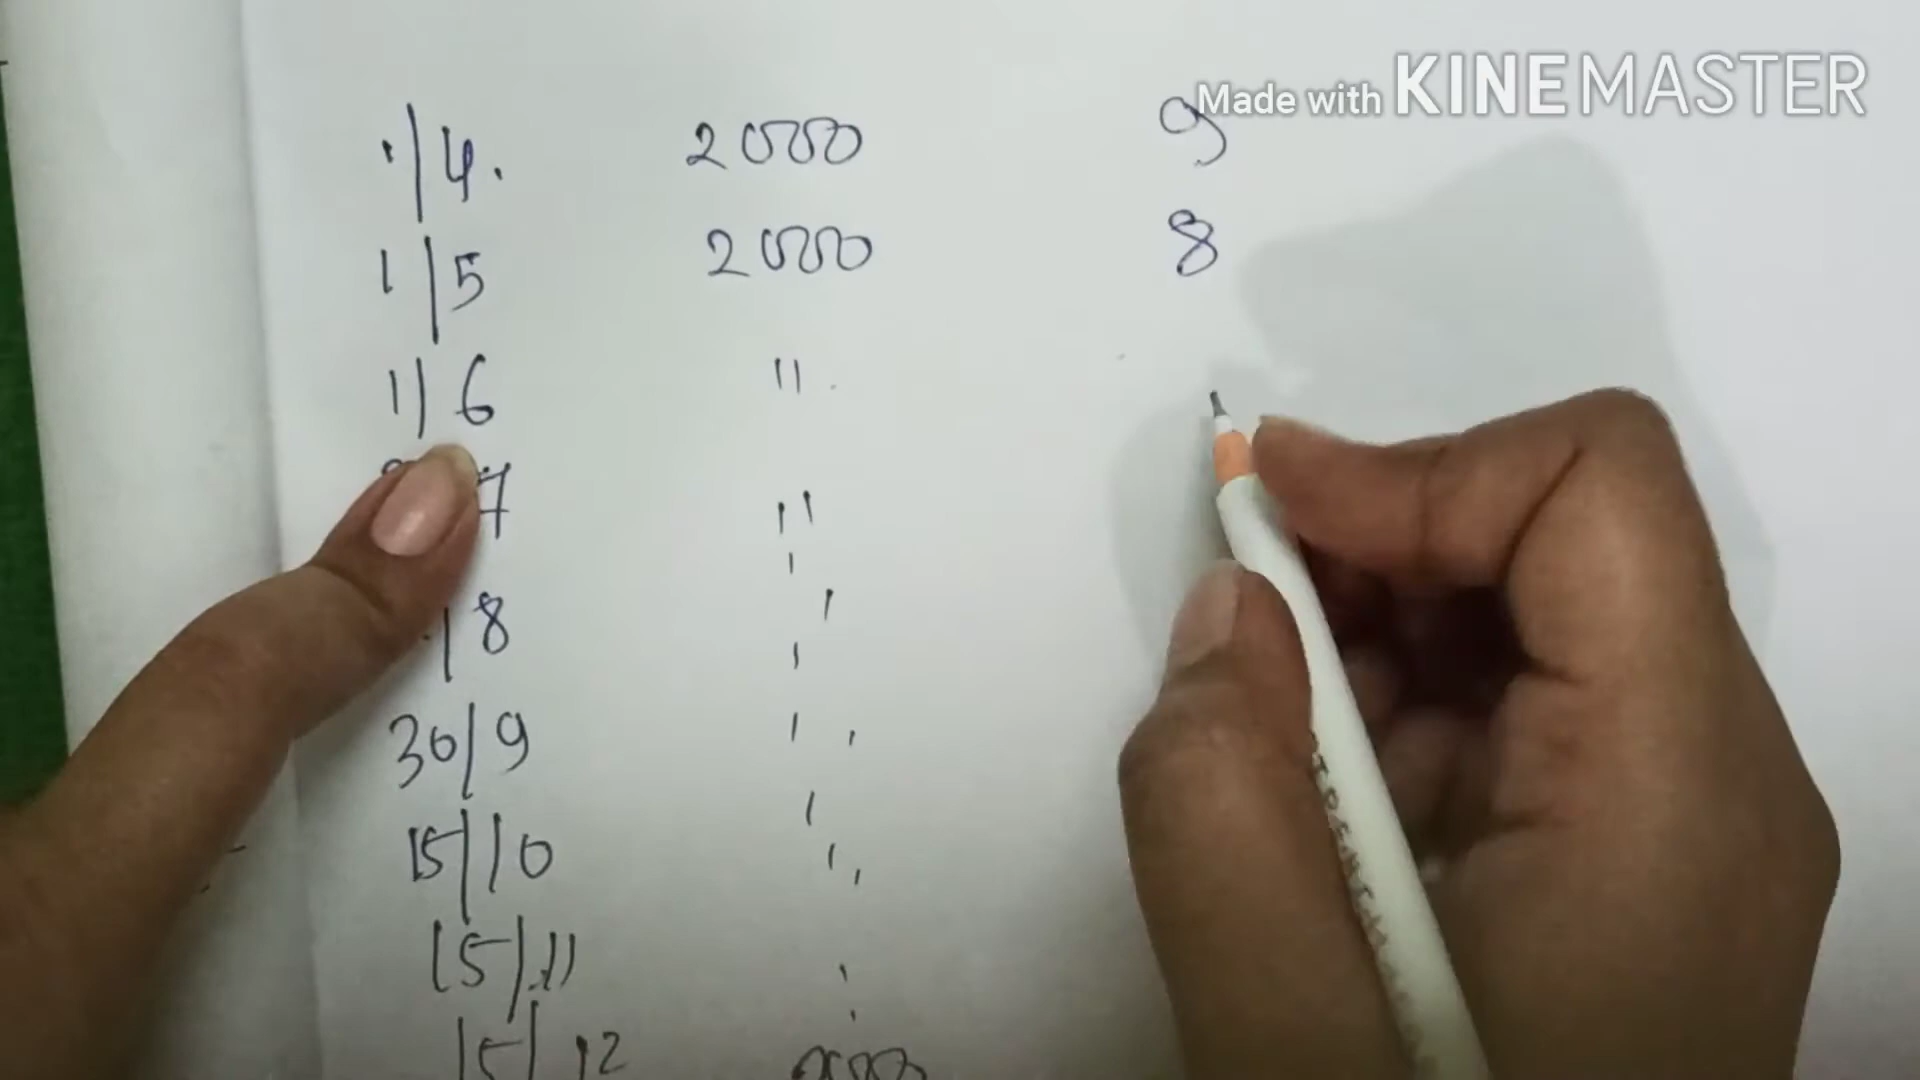 Made with KINEMASTER
1/4. 2000 9
1/5 2000 8
1/6 " .
7 "
/8
30/9
15/10
15/11
15/12 2000